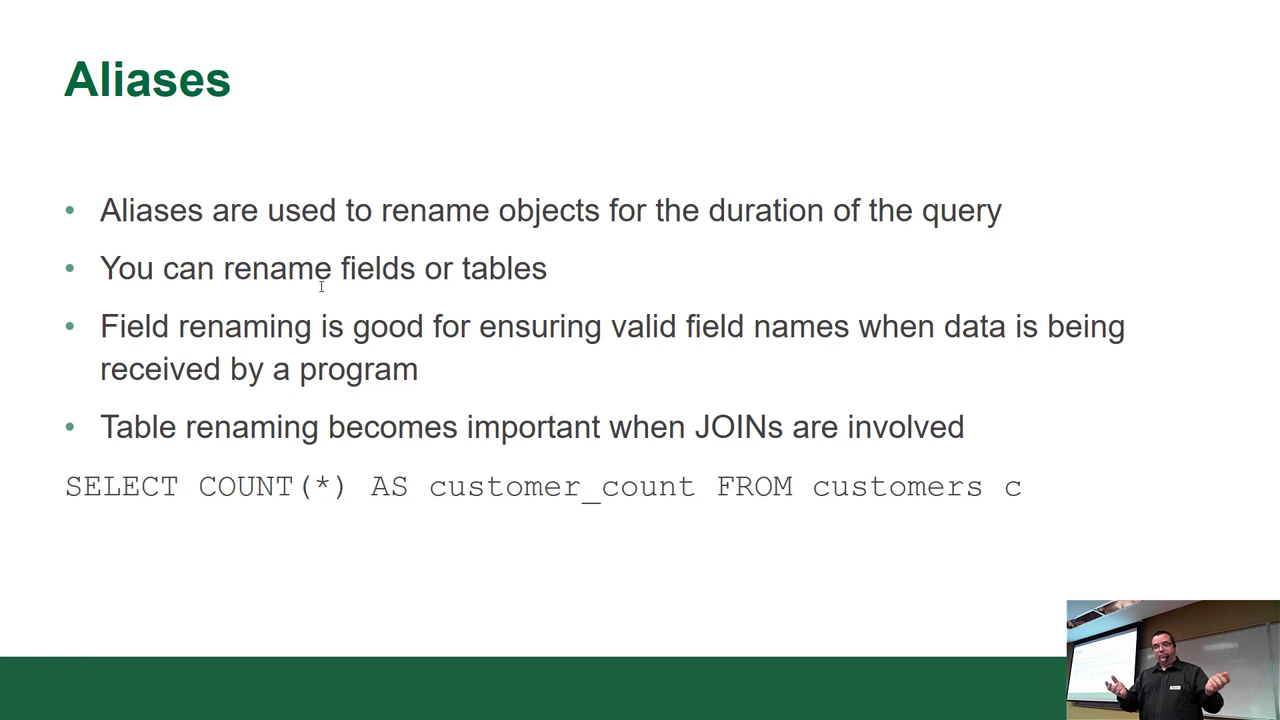 Aliases
• Aliases are used to rename objects for the duration of the query
• You can rename fields or tables
• Field renaming is good for ensuring valid field names when data is being
received by a program
• Table renaming becomes important when JOINs are involved
SELECT COUNT(*) AS customer_count FROM customers c